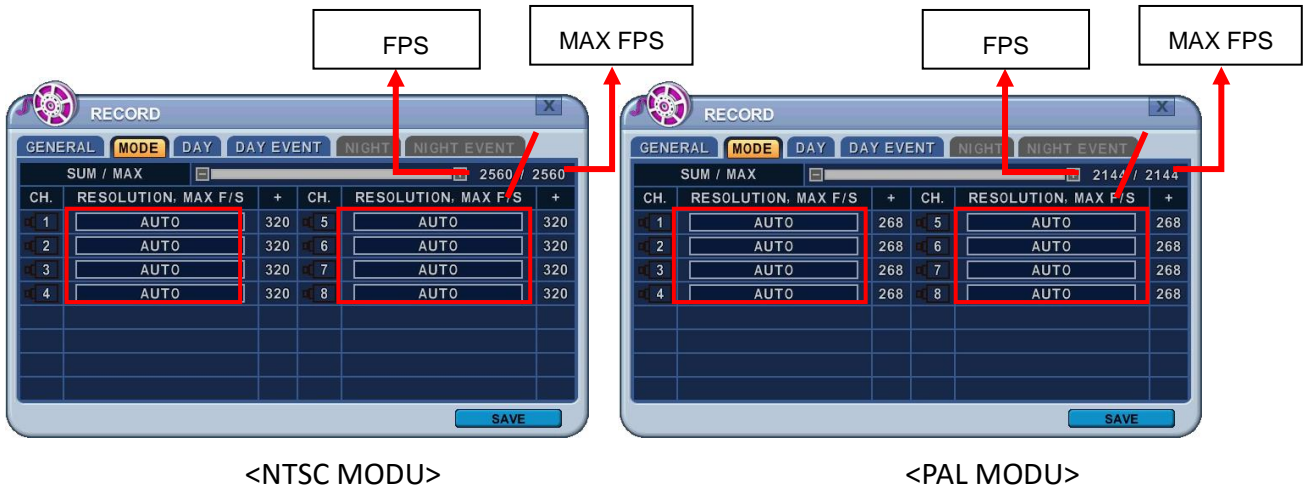 FPS
MAX FPS
RECORD
X
GENERAL MODE DAY DAY EVENT NIGHT NIGHT EVENT
SUM / MAX - + 2560 / 2560
CH. RESOLUTION, MAX F/S + CH. RESOLUTION, MAX F/S +
1 AUTO 320 5 AUTO 320
2 AUTO 320 6 AUTO 320
3 AUTO 320 7 AUTO 320
4 AUTO 320 8 AUTO 320
SAVE
<NTSC MODU>
FPS
MAX FPS
RECORD
X
GENERAL MODE DAY DAY EVENT NIGHT NIGHT EVENT
SUM / MAX - + 2144 / 2144
CH. RESOLUTION, MAX F/S + CH. RESOLUTION, MAX F/S +
1 AUTO 268 5 AUTO 268
2 AUTO 268 6 AUTO 268
3 AUTO 268 7 AUTO 268
4 AUTO 268 8 AUTO 268
SAVE
<PAL MODU>